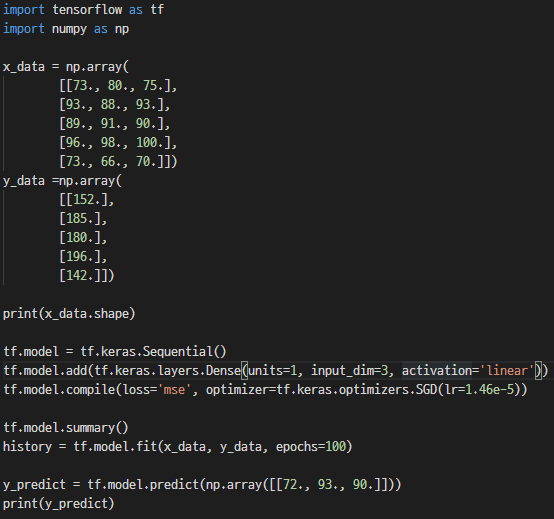 import tensorflow as tf
import numpy as np

x_data = np.array(
        [[73., 80., 75.],
        [93., 88., 93.],
        [89., 91., 90.],
        [96., 98., 100.],
        [73., 66., 70.]])
y_data =np.array(
        [[152.],
        [185.],
        [180.],
        [196.],
        [142.]])

print(x_data.shape)

tf.model = tf.keras.Sequential()
tf.model.add(tf.keras.layers.Dense(units=1, input_dim=3, activation='linear'))
tf.model.compile(loss='mse', optimizer=tf.keras.optimizers.SGD(lr=1.46e-5))

tf.model.summary()
history = tf.model.fit(x_data, y_data, epochs=100)

y_predict = tf.model.predict(np.array([[72., 93., 90.]]))
print(y_predict)